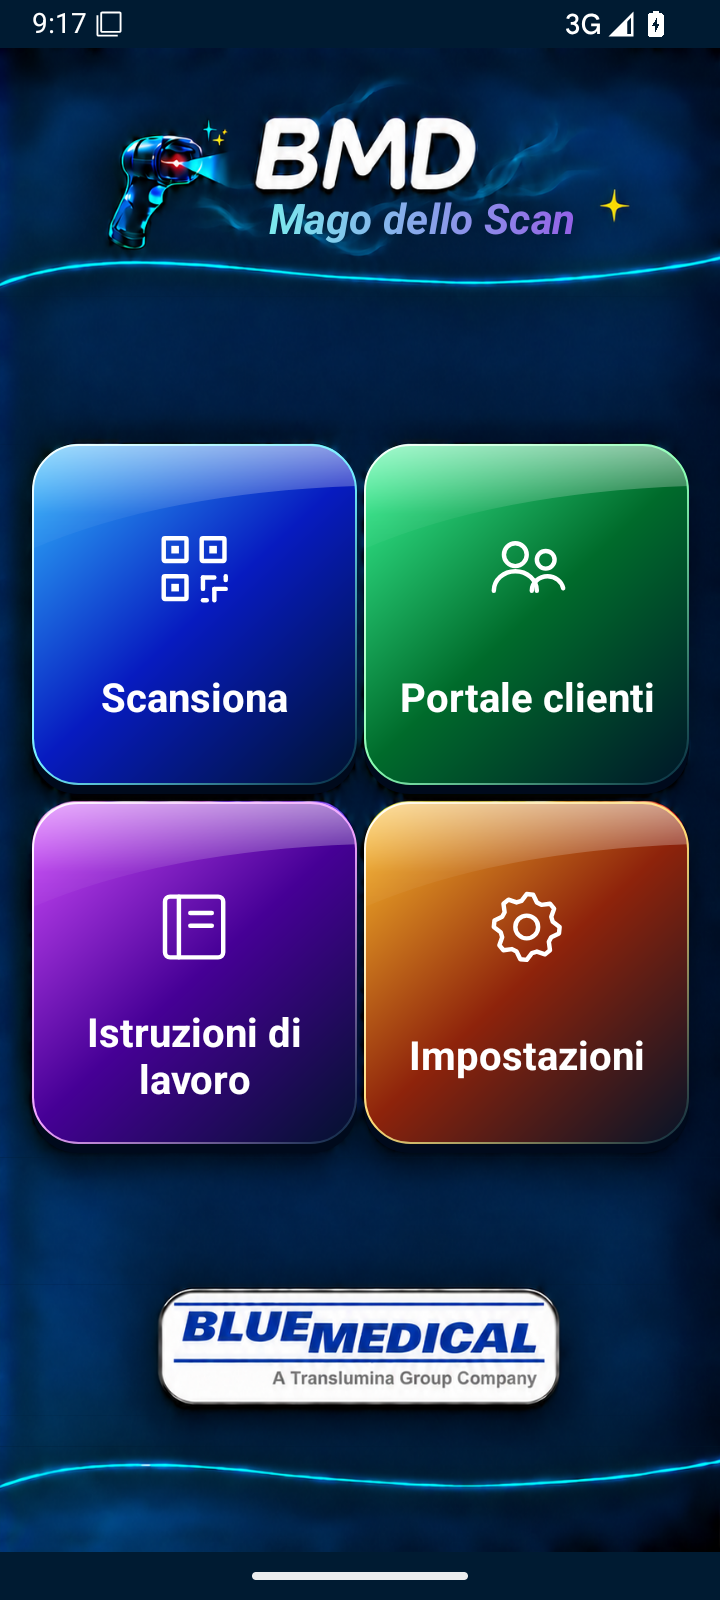 9:17
3G
BMD
Mago dello Scan
Scansiona
Portale clienti
Istruzioni di
lavoro
Impostazioni
BLUEMEDICAL
A Translumina Group Company